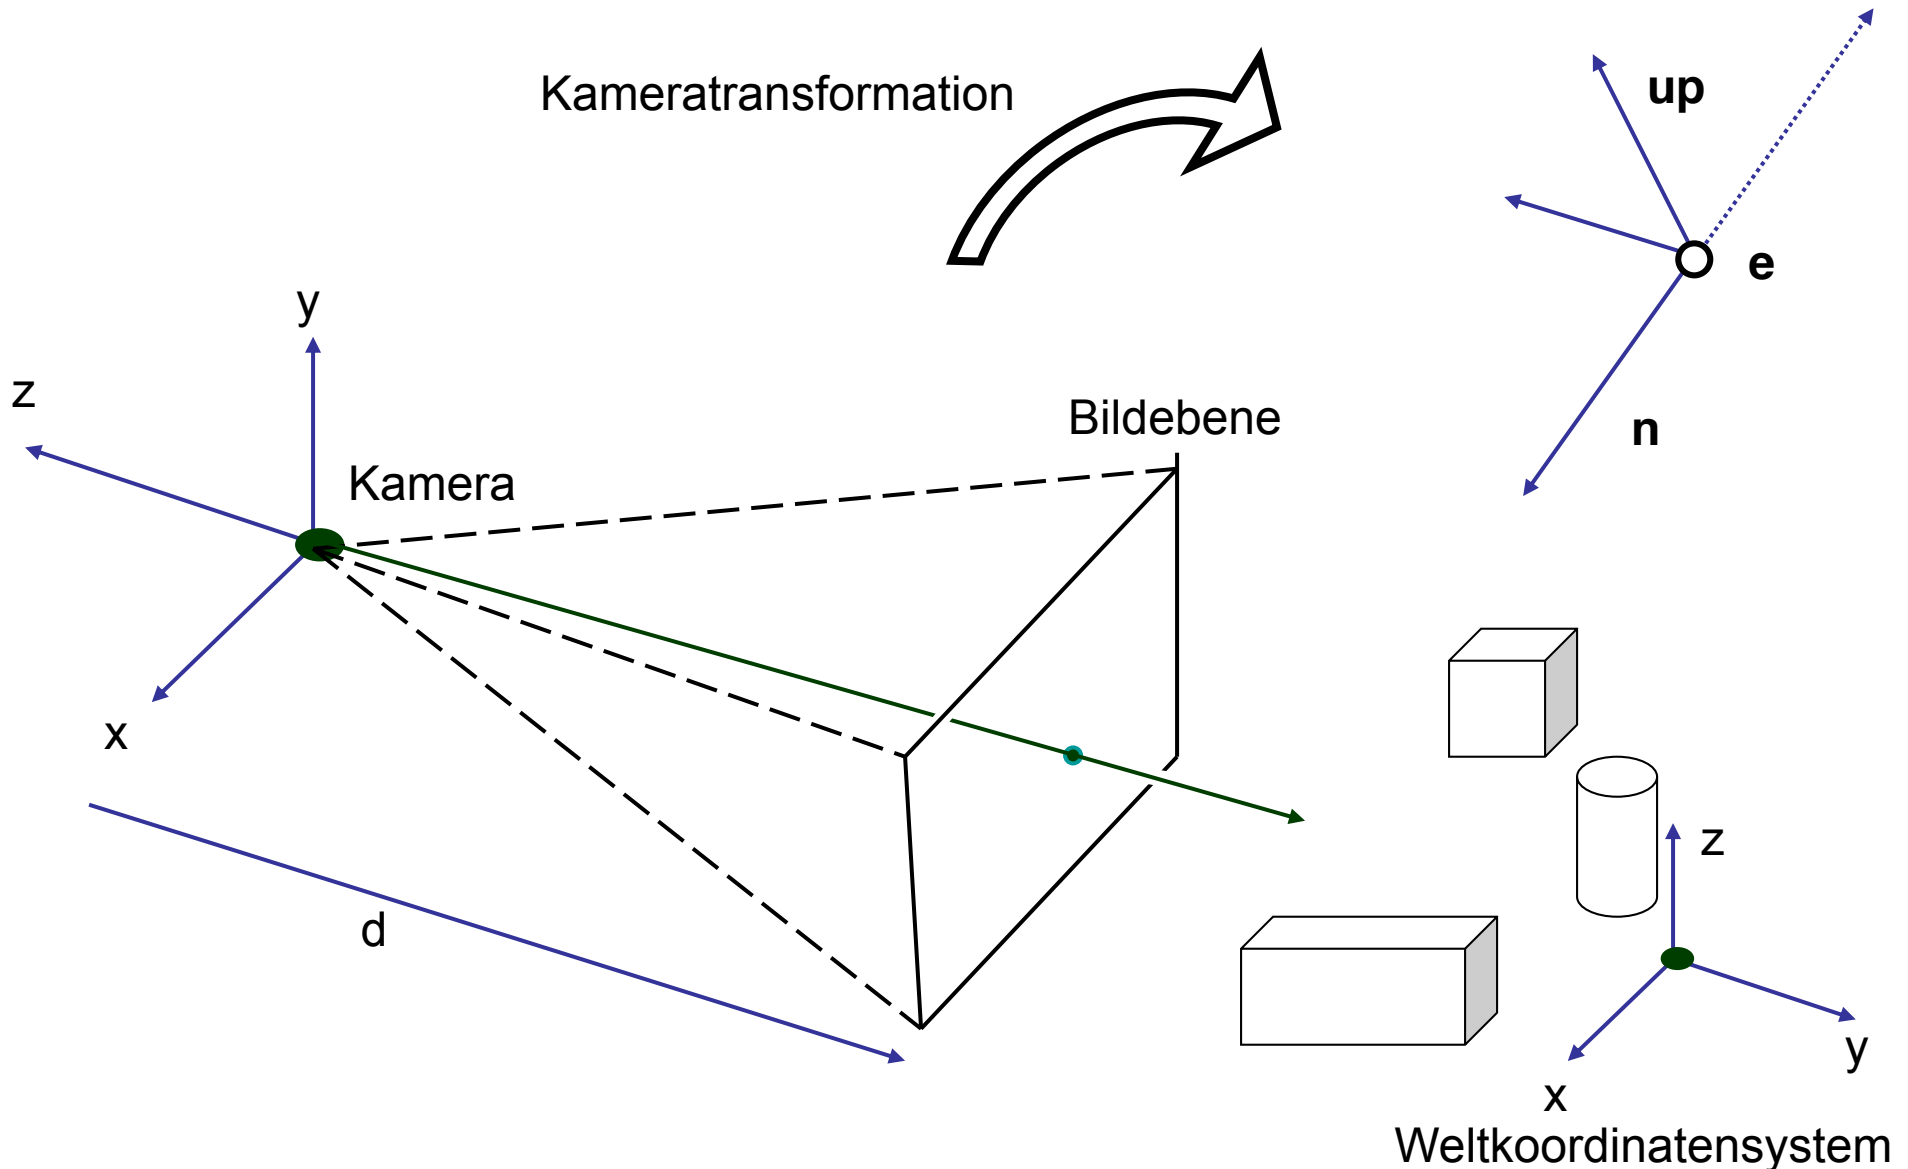 Kameratransformation
up
e
y
z
Bildebene
n
Kamera
x
z
d
y
x
Weltkoordinatensystem